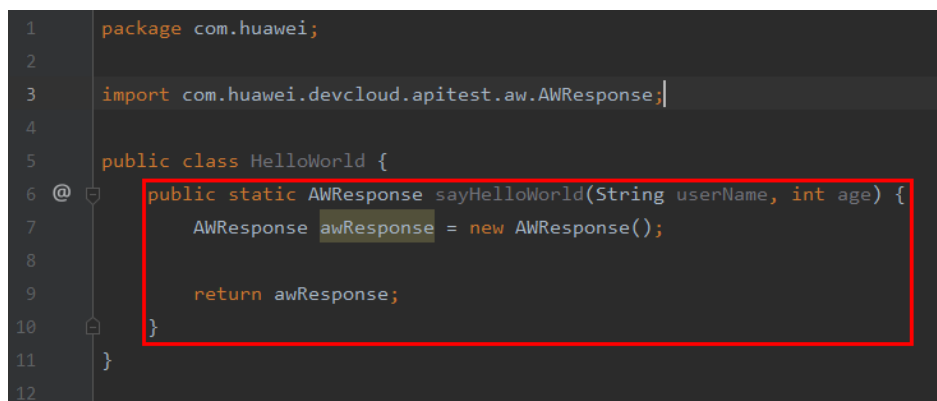 1 package com.huawei;
2
3 import com.huawei.devcloud.apitest.aw.AWResponse;
4
5 public class HelloWorld {
6 @ public static AWResponse sayHelloWorld(String userName, int age) {
7 AWResponse awResponse = new AWResponse();
8
9 return awResponse;
10 }
11 }
12